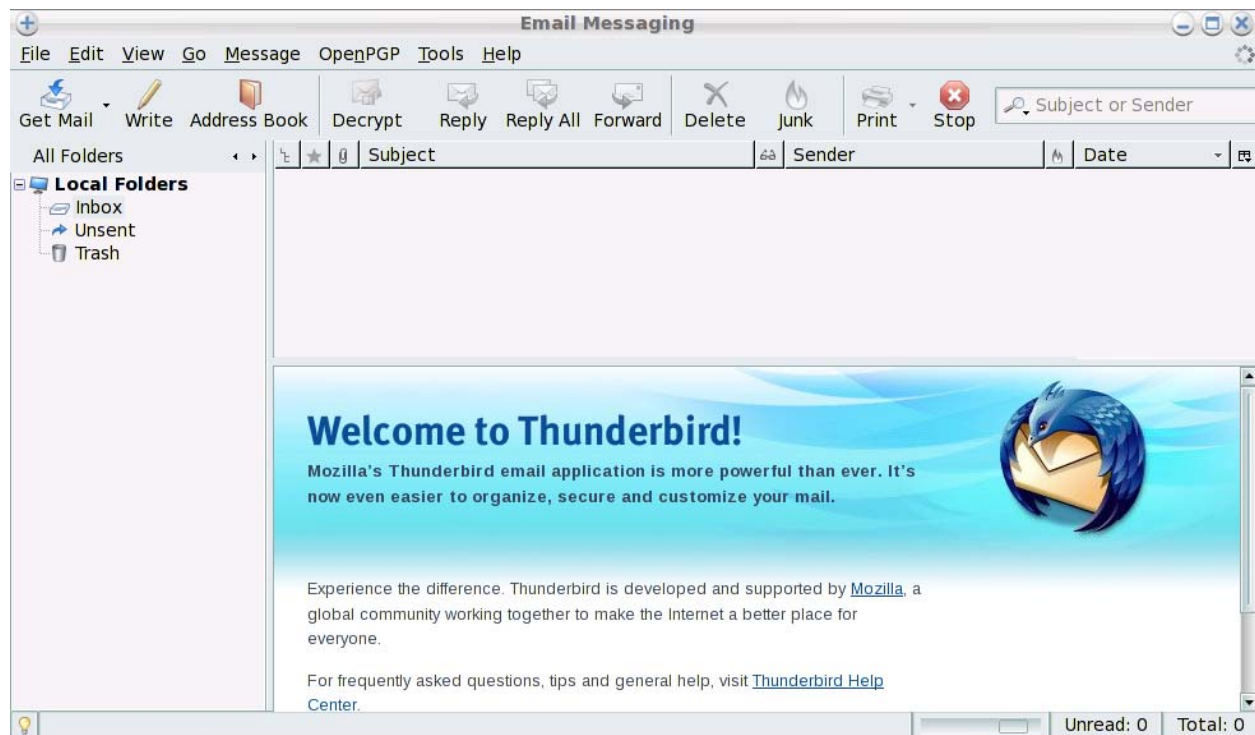 Email Messaging
File Edit View Go Message OpenPGP Tools Help
Get Mail Write Address Book Decrypt Reply Reply All Forward Delete Junk Print Stop Subject or Sender
All Folders Subject Sender Date
Local Folders
Inbox
Unsent
Trash
Welcome to Thunderbird!
Mozilla's Thunderbird email application is more powerful than ever. It's
now even easier to organize, secure and customize your mail.
Experience the difference. Thunderbird is developed and supported by Mozilla, a
global community working together to make the Internet a better place for
everyone.
For frequently asked questions, tips and general help, visit Thunderbird Help
Center.
Unread: 0 Total: 0